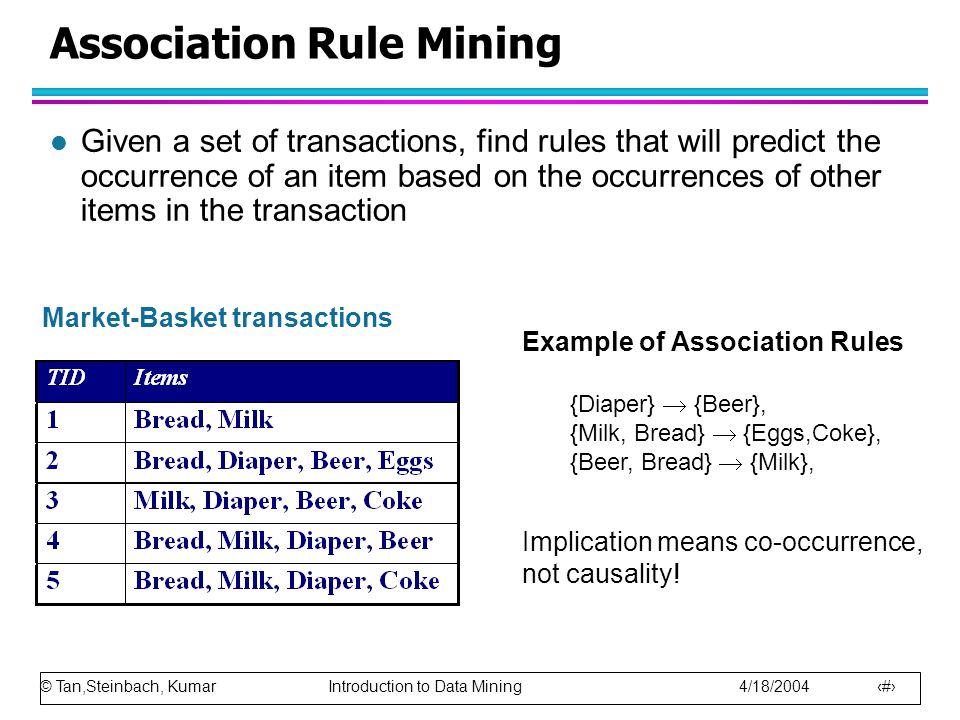 Association Rule Mining
Given a set of transactions, find rules that will predict the
occurrence of an item based on the occurrences of other
items in the transaction
Market-Basket transactions
TID Items
1 Bread, Milk
2 Bread, Diaper, Beer, Eggs
3 Milk, Diaper, Beer, Coke
4 Bread, Milk, Diaper, Beer
5 Bread, Milk, Diaper, Coke
Example of Association Rules
{Diaper} → {Beer},
{Milk, Bread} → {Eggs,Coke},
{Beer, Bread} → {Milk},
Implication means co-occurrence,
not causality!
© Tan,Steinbach, Kumar Introduction to Data Mining 4/18/2004 ‹#›